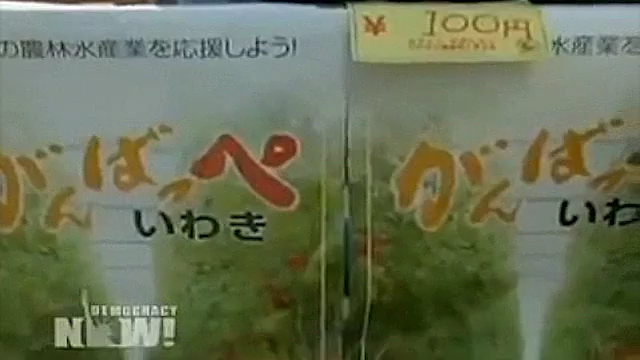 の農林水産業を応援しよう!
がんばっぺ
いわき
¥ 100円
水産業を
がんばっ
いわ
DEMOCRACY
NOW!